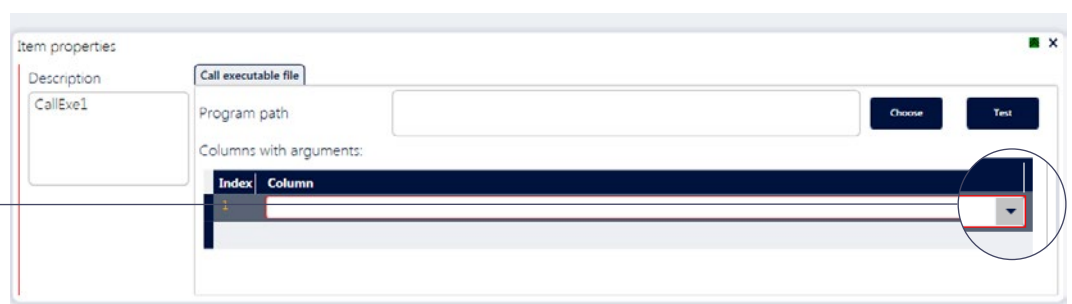 Item properties
Description
CallExe1
Call executable file
Program path
Choose
Test
Columns with arguments:
Index Column
1